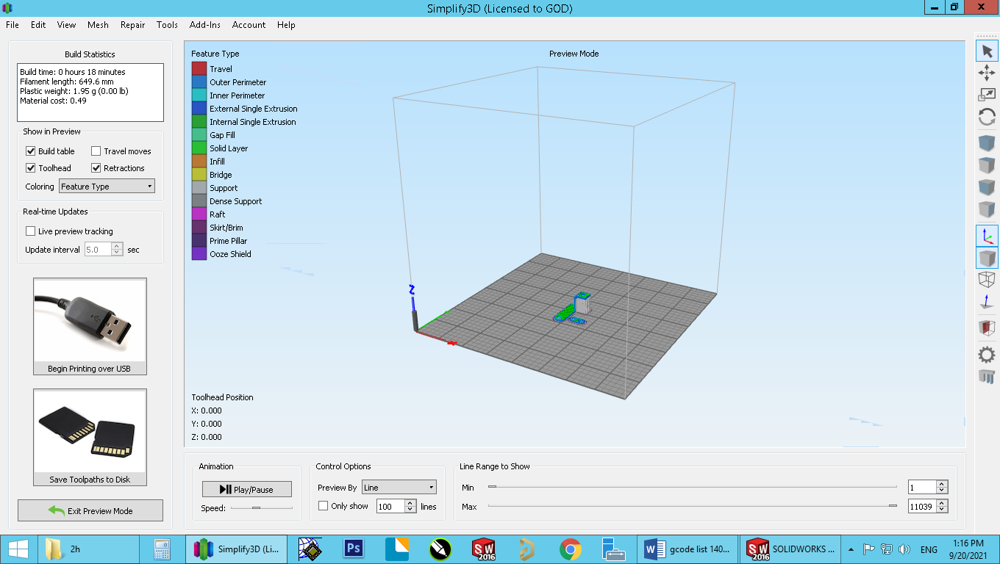 Simplify3D (Licensed to GOD)
File Edit View Mesh Repair Tools Add-Ins Account Help
Build Statistics
Build time: 0 hours 18 minutes
Filament length: 649.6 mm
Plastic weight: 1.95 g (0.00 lb)
Material cost: 0.49
Show in Preview
Build table
Travel moves
Toolhead
Retractions
Coloring Feature Type
Real-time Updates
Live preview tracking
Update interval 5.0 sec
Begin Printing over USB
Save Toolpaths to Disk
Exit Preview Mode
Feature Type
Travel
Outer Perimeter
Inner Perimeter
External Single Extrusion
Internal Single Extrusion
Gap Fill
Solid Layer
Infill
Bridge
Support
Dense Support
Raft
Skirt/Brim
Prime Pillar
Ooze Shield
Preview Mode
Z
Toolhead Position
X: 0.000
Y: 0.000
Z: 0.000
Animation
Play/Pause
Speed:
Control Options
Preview By Line
Only show 100 lines
Line Range to Show
Min 1
Max 11039
2h
Simplify3D (Li...
Ps
SW
2016
gcode list 140...
SW
2016
SOLIDWORKS ...
ENG
1:16 PM
9/20/2021